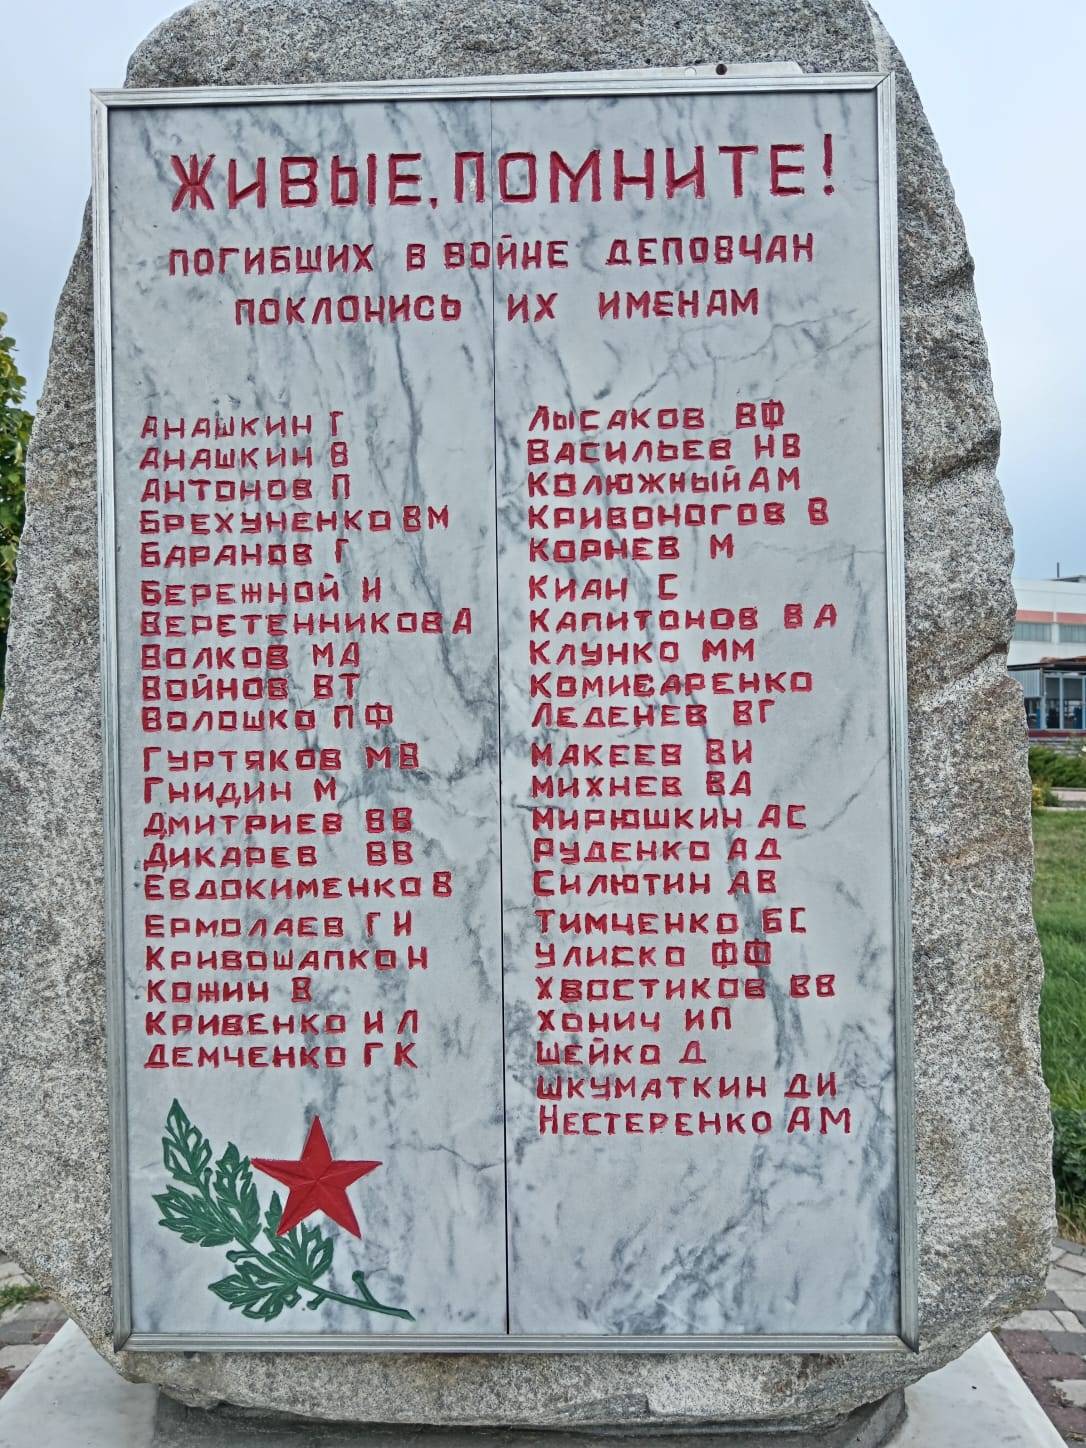 ЖИВЫЕ, ПОМНИТЕ!
ПОГИБШИХ В ВОЙНЕ ДЕПОВЧАН
ПОКЛОНИСЬ ИХ ИМЕНАМ
АНАШКИН Г
АНАШКИН В
АНТОНОВ П
БРЕХУНЕНКО ВМ
БАРАНОВ Г
БЕРЕЖНОЙ И
ВЕРЕТЕННИКОВ А
ВОЛКОВ МА
ВОЙНОВ ВТ
ВОЛОШКО ПФ
ГУРТЯКОВ МВ
ГНИДИН М
ДМИТРИЕВ ВВ
ДИКАРЕВ ВВ
ЕВДОКИМЕНКО В
ЕРМОЛАЕВ ГИ
КРИВОШАПКО Н
КОЖИН В
КРИВЕНКО И Л
ДЕМЧЕНКО Г К
ЛЫСАКОВ ВФ
ВАСИЛЬЕВ НВ
КОЛЮЖНЫЙ АМ
КРИВОНОГОВ В
КОРНЕВ М
КИАН С
КАПИТОНОВ ВА
КЛУНКО ММ
КОМИСАРЕНКО
ЛЕДЕНЕВ ВГ
МАКЕЕВ ВИ
МИХНЕВ ВА
МИРЮШКИН АС
РУДЕНКО АД
СИЛЮТИН АВ
ТИМЦЕНКО БС
УЛИСКО ФФ
ХВОСТИКОВ ВВ
ХОНИЧ ИП
ШЕЙКО Д
ШКУМАТКИН ДИ
НЕСТЕРЕНКО АМ